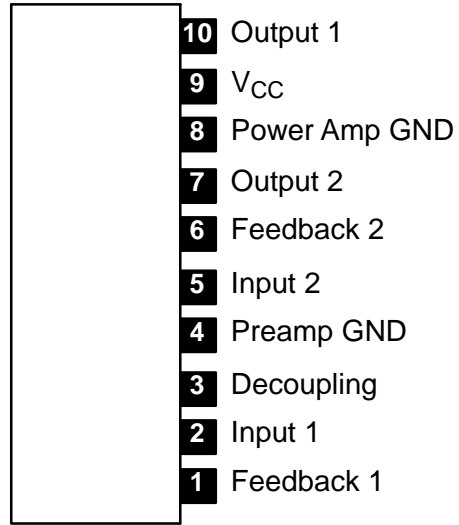 10 Output 1
9 VCC
8 Power Amp GND
7 Output 2
6 Feedback 2
5 Input 2
4 Preamp GND
3 Decoupling
2 Input 1
1 Feedback 1